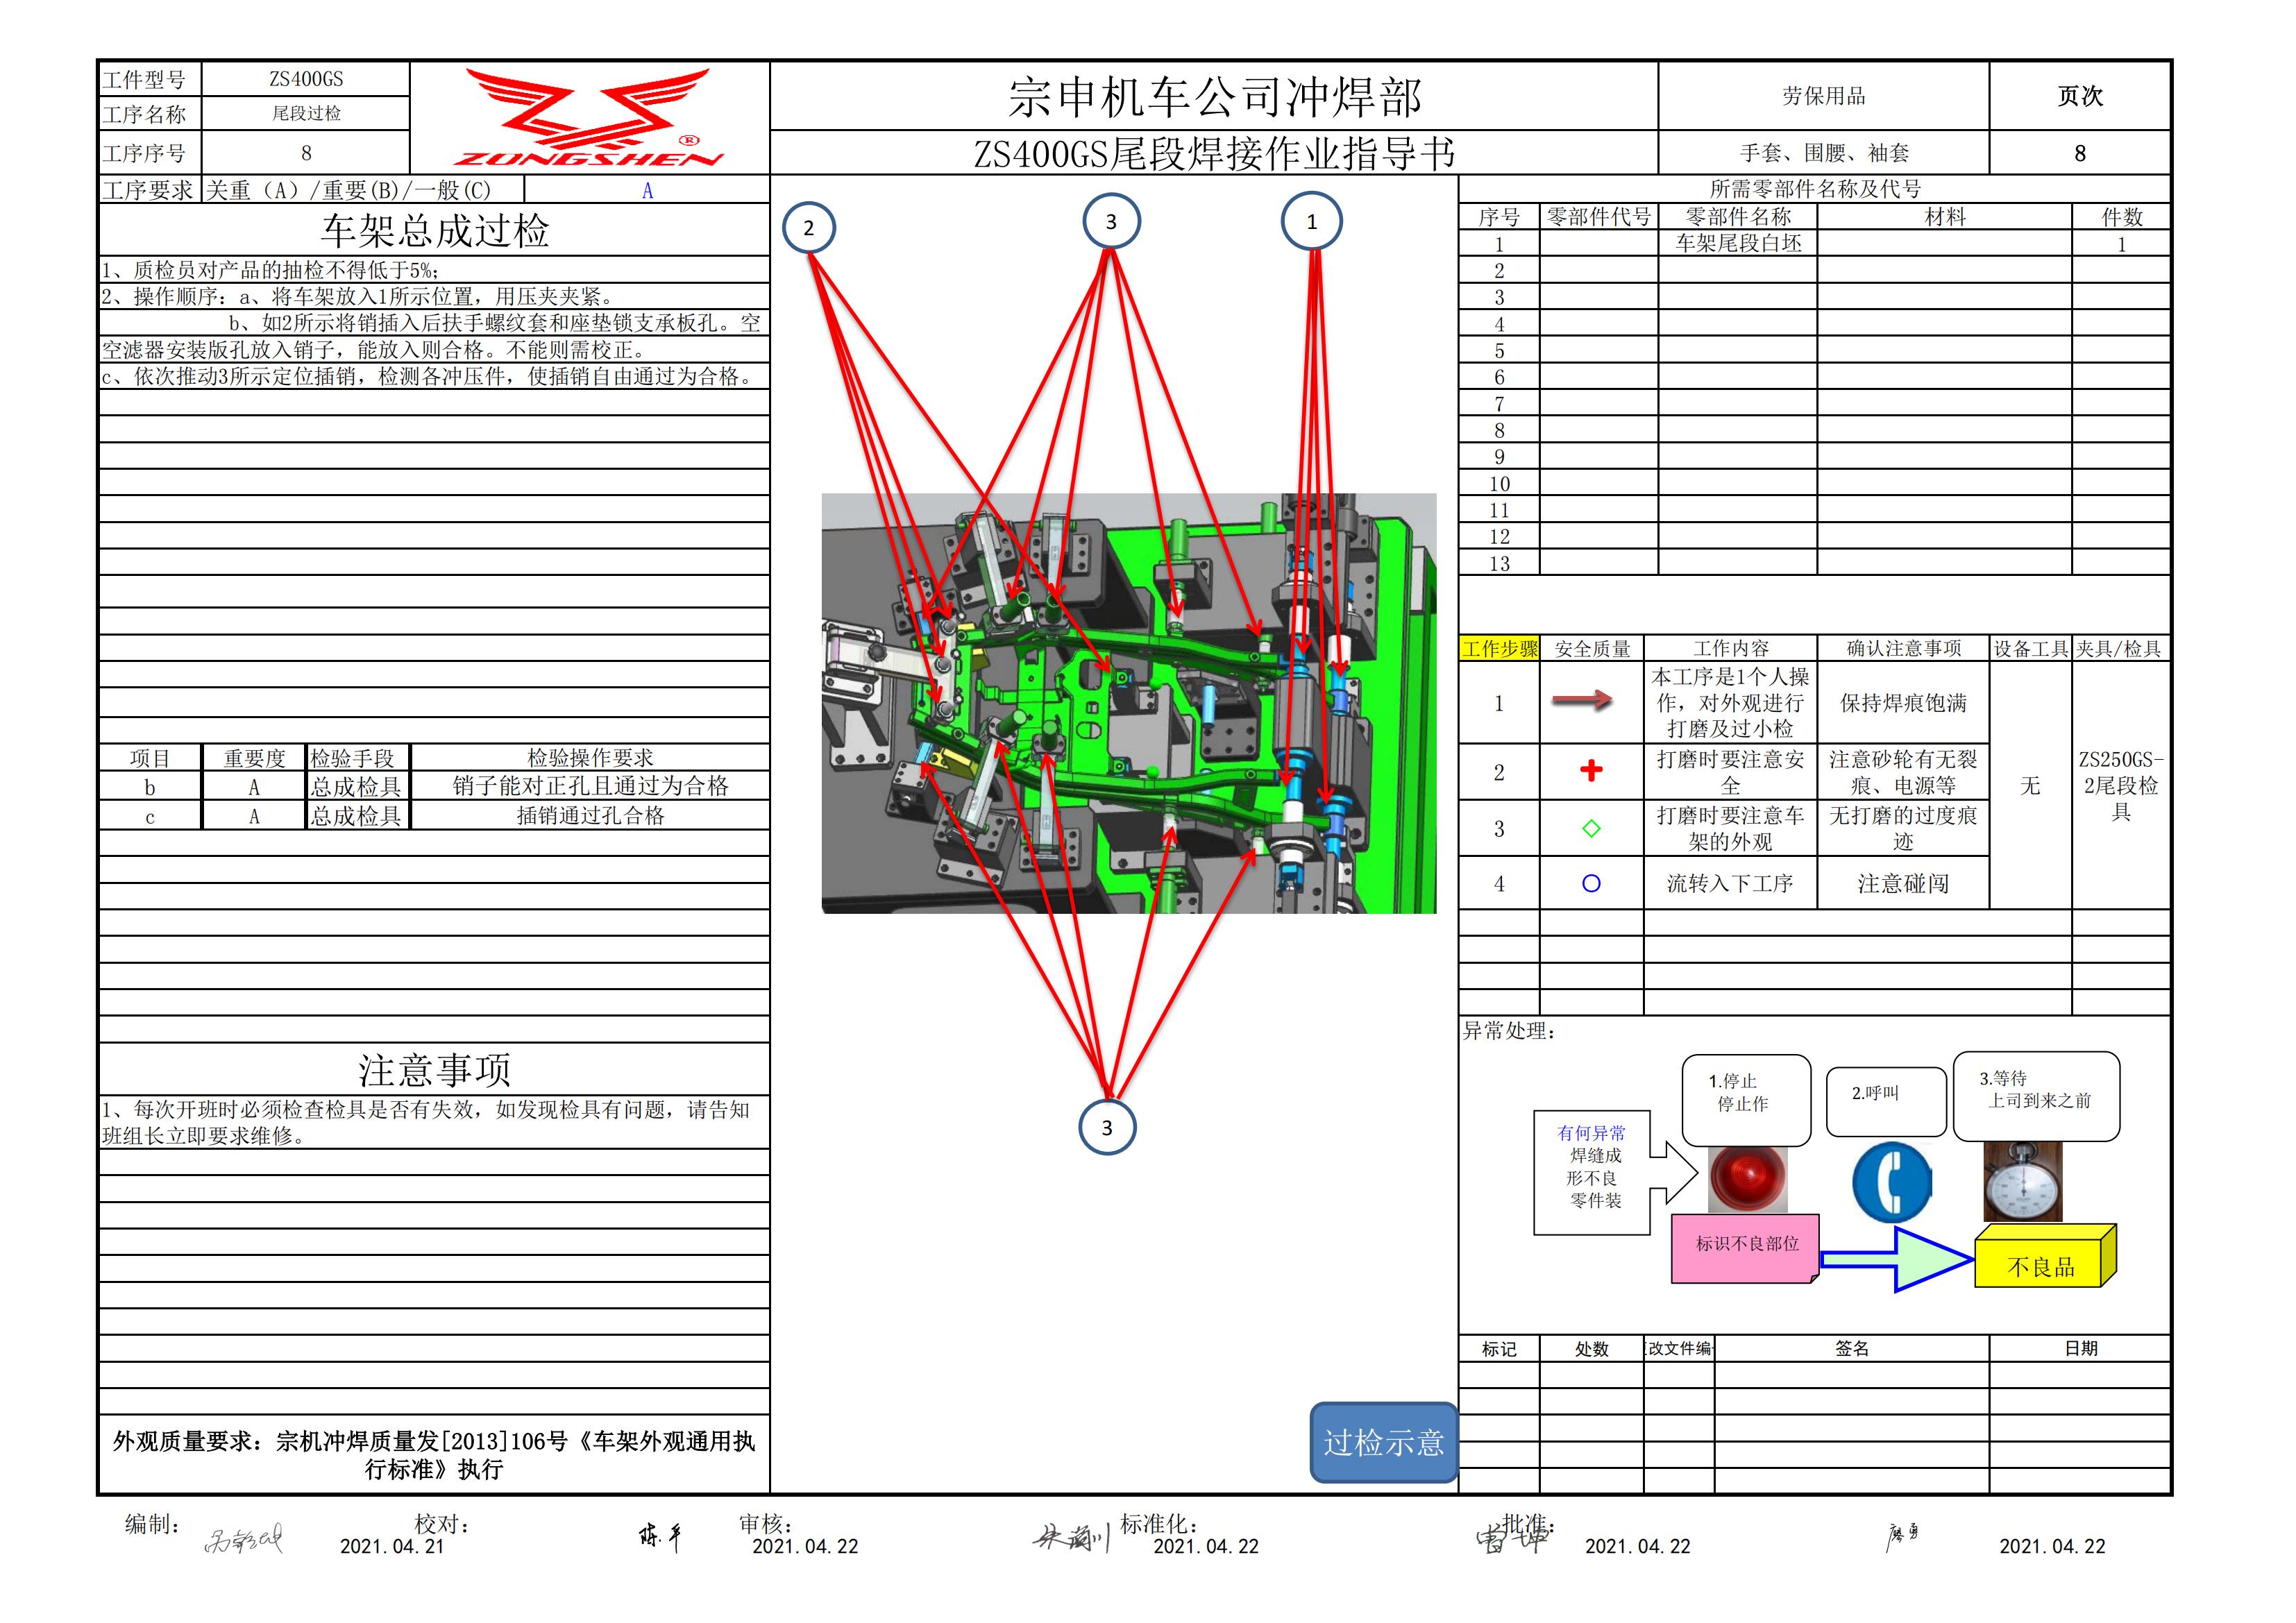 工件型号 ZS400GS
工序名称 尾段过检
工序序号 8
ZONGSHEN ®
宗申机车公司冲焊部
ZS400GS尾段焊接作业指导书
劳保用品 页次
手套、围腰、袖套 8
工序要求 关重（A）/重要(B)/一般(C) A
车架总成过检
1、质检员对产品的抽检不得低于5%;
2、操作顺序：a、将车架放入1所示位置，用压夹夹紧。
b、如2所示将销插入后扶手螺纹套和座垫锁支承板孔。空
空滤器安装版孔放入销子，能放入则合格。不能则需校正。
c、依次推动3所示定位插销，检测各冲压件，使插销自由通过为合格。
项目 重要度 检验手段 检验操作要求
b A 总成检具 销子能对正孔且通过为合格
c A 总成检具 插销通过孔合格
注意事项
1、每次开班时必须检查检具是否有失效，如发现检具有问题，请告知
班组长立即要求维修。
外观质量要求：宗机冲焊质量发[2013]106号《车架外观通用执
行标准》执行
2
3
1
3
过检示意
所需零部件名称及代号
序号 零部件代号 零部件名称 材料 件数
1 车架尾段白坯 1
2
3
4
5
6
7
8
9
10
11
12
13
工作步骤 安全质量 工作内容 确认注意事项 设备工具 夹具/检具
1 本工序是1个人操
作，对外观进行
打磨及过小检
保持焊痕饱满
2 打磨时要注意安
全
注意砂轮有无裂
痕、电源等
3 打磨时要注意车
架的外观
无打磨的过度痕
迹
4 流转入下工序 注意碰闯
无
ZS250GS-
2尾段检
具
异常处理：
有何异常
焊缝成
形不良
零件装
1.停止
停止作
2.呼叫
3.等待
上司到来之前
标识不良部位
不良品
标记 处数 改文件编 签名 日期
编制： 2021.04.21
校对： 2021.04.22
审核： 2021.04.22
标准化： 2021.04.22
批准： 2021.04.22